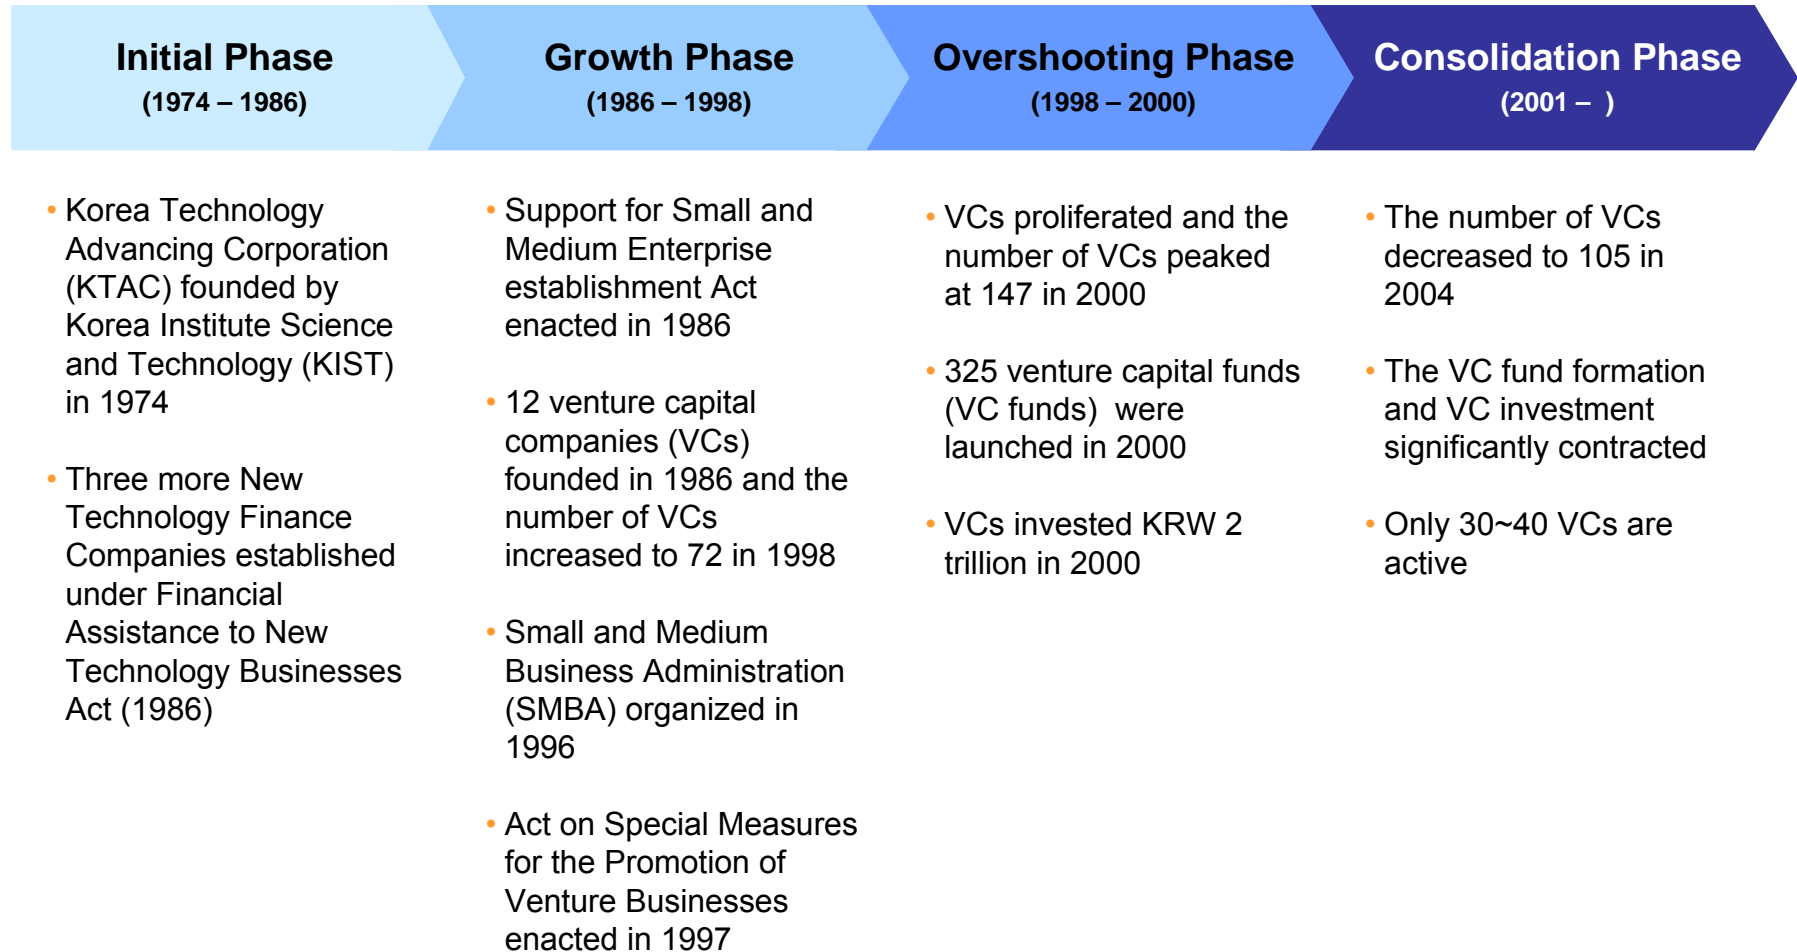 Initial Phase
(1974 – 1986)
Growth Phase
(1986 – 1998)
Overshooting Phase
(1998 – 2000)
Consolidation Phase
(2001 –  )
• Korea Technology
Advancing Corporation
(KTAC) founded by
Korea Institute Science
and Technology (KIST)
in 1974
• Three more New
Technology Finance
Companies established
under Financial
Assistance to New
Technology Businesses
Act (1986)
• Support for Small and
Medium Enterprise
establishment Act
enacted in 1986
• 12 venture capital
companies (VCs)
founded in 1986 and the
number of VCs
increased to 72 in 1998
• Small and Medium
Business Administration
(SMBA) organized in
1996
• Act on Special Measures
for the Promotion of
Venture Businesses
enacted in 1997
• VCs proliferated and the
number of VCs peaked
at 147 in 2000
• 325 venture capital funds
(VC funds)  were
launched in 2000
• VCs invested KRW 2
trillion in 2000
• The number of VCs
decreased to 105 in
2004
• The VC fund formation
and VC investment
significantly contracted
• Only 30~40 VCs are
active